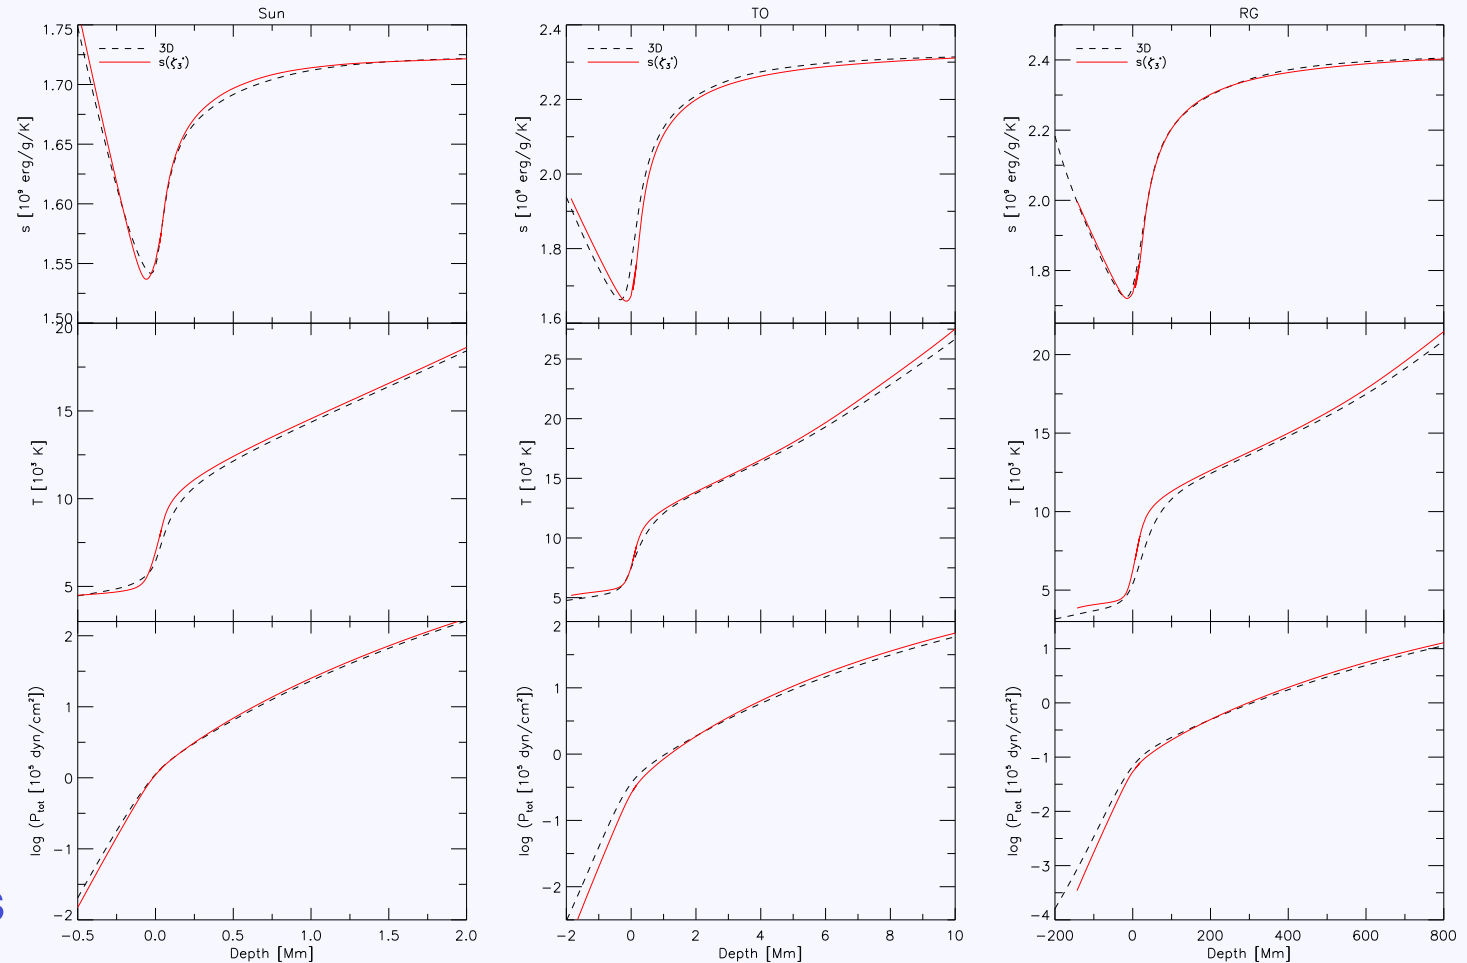 Sun
TO
RG
3D
s(ζ₃*)
3D
s(ζ₃*)
3D
s(ζ₃*)
s [10⁹ erg/g/K]
1.75
1.70
1.65
1.60
1.55
1.50
s [10⁹ erg/g/K]
2.4
2.2
2.0
1.8
1.6
s [10⁹ erg/g/K]
2.4
2.2
2.0
1.8
T [10³ K]
20
15
10
5
T [10³ K]
25
20
15
10
5
T [10³ K]
20
15
10
5
log (Ptot [10⁵ dyn/cm²])
2
1
0
−1
−2
log (Ptot [10⁵ dyn/cm²])
2
1
0
−1
−2
log (Ptot [10⁵ dyn/cm²])
1
0
−1
−2
−3
−4
−0.5 0.0 0.5 1.0 1.5 2.0
−2 0 2 4 6 8 10
−200 0 200 400 600 800
Depth [Mm]
Depth [Mm]
Depth [Mm]